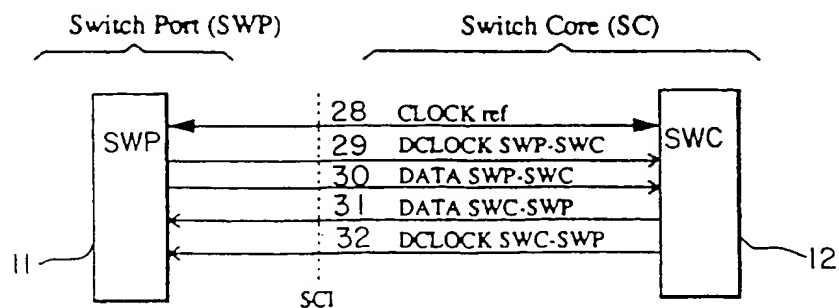 Switch Port (SWP) Switch Core (SC)
28 CLOCK ref
SWP SWC
29 DCLOCK SWP-SWC
30 DATA SWP-SWC
31 DATA SWC-SWP
32 DCLOCK SWC-SWP
11 12
SCI